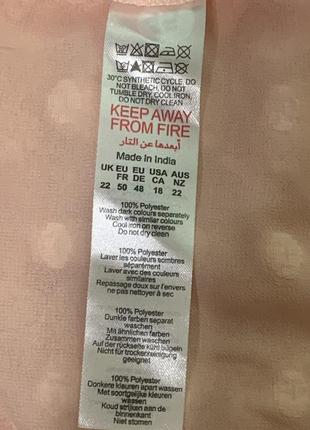 30°C SYNTHETIC CYCLE. DO
NOT BLEACH, DO NOT
TUMBLE DRY, COOL IRON,
DO NOT DRY CLEAN
KEEP AWAY
FROM FIRE
أبعدها عن النار
Made In India
UK EU EU USA AUS
FR DE CA NZ
22 50 48 18 22
100% Polyester
Wash dark colours separately
Wash with similar colours
Cool iron on reverse
Do not dry clean
100% Polyester
Laver les couleurs sombres
séparément
Laver avec des couleurs
similaires
Repassage doux sur l'envers
ne pas nettoyer à sec
100% Polyester
Dunkle farben separat
waschen
Mit ähnlichen farben
Zusammen waschen
Auf der rückseite kühl bügeln
Nicht für trockenreinigung
geeignet
100% Polyester
Donkere kleuren apart wassen
Met soortgelijke kleuren
wassen
Koud strijken aan de
binnenkant
Niet stomen